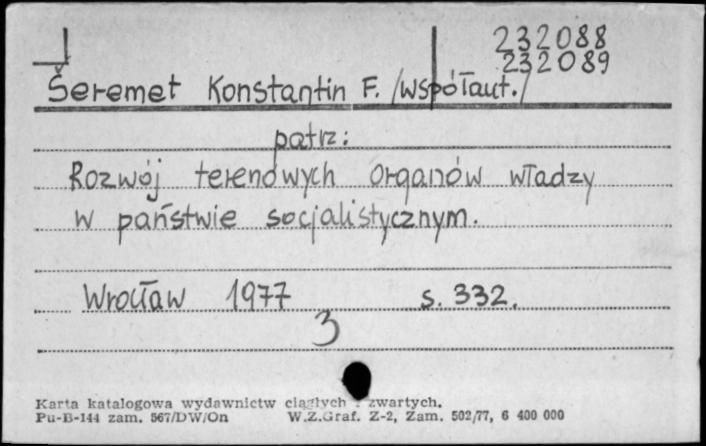 232088
232089
Šeremet Konstantin F. /współaut./
patrz:
Rozwój terenowych organów władzy
w państwie socjalistycznym.
Wrocław 1977 s. 332.
3
Karta katalogowa wydawnictw ciągłych i zwartych.
Pu-B-144 zam. 567/DW/On W.Z.Graf. Z-2, Zam. 502/77, 6 400 000